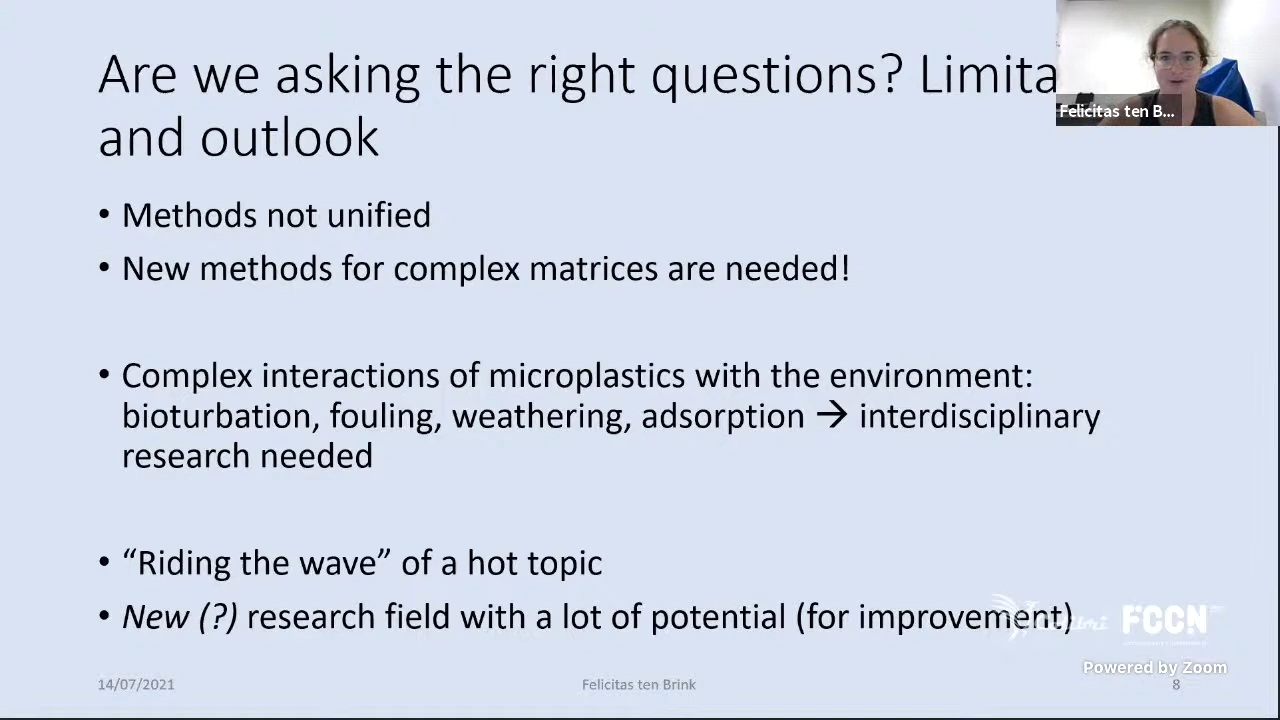 Are we asking the right questions? Limita
and outlook
Felicitas ten B...
• Methods not unified
• New methods for complex matrices are needed!
• Complex interactions of microplastics with the environment:
bioturbation, fouling, weathering, adsorption → interdisciplinary
research needed
• “Riding the wave” of a hot topic
• New (?) research field with a lot of potential (for improvement)
Colibri FCCN
Powered by Zoom
14/07/2021 Felicitas ten Brink 8